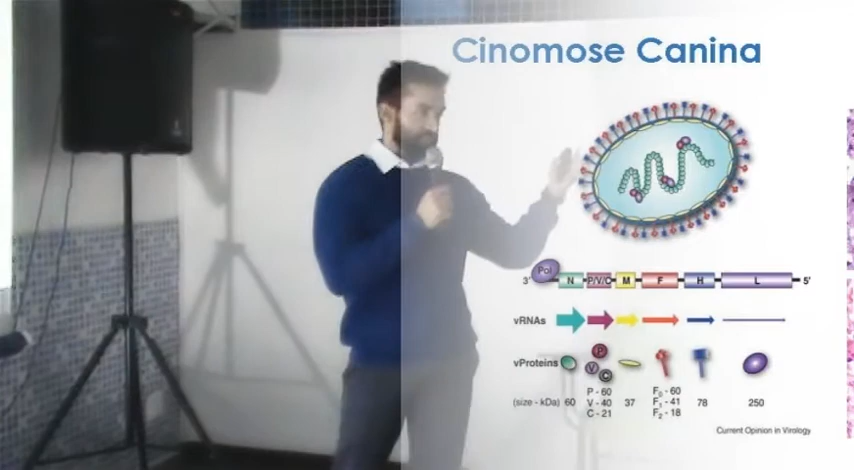 Cinomose Canina
3' Pol N P/V/C M F H L 5'
vRNAs
P
V
C
vProteins
P - 60 F₀ - 60
(size - kDa) 60 V - 40 37 F₁ - 41 78 250
C - 21 F₂ - 18
Current Opinion in Virology